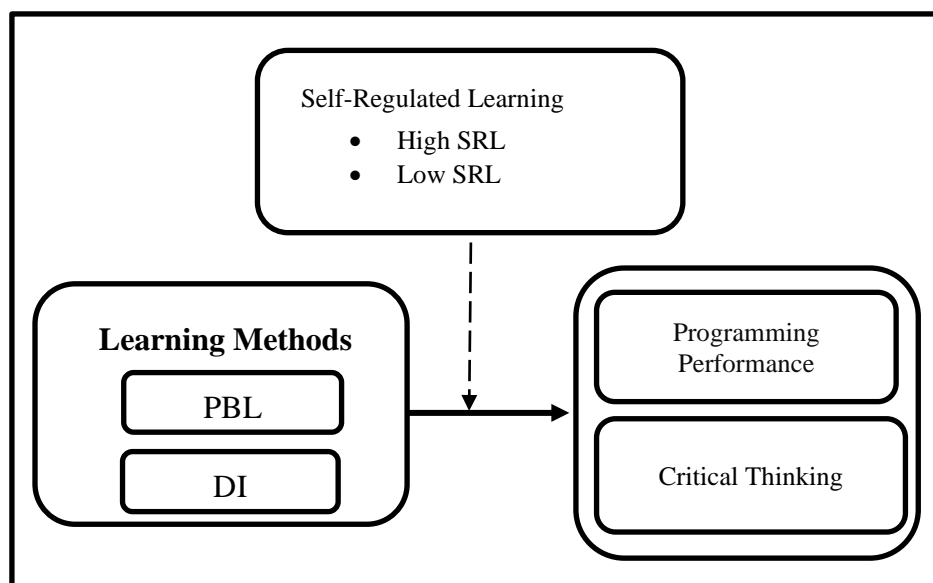 Self-Regulated Learning
• High SRL
• Low SRL
Learning Methods
PBL
DI
Programming
Performance
Critical Thinking